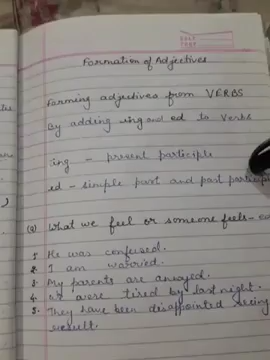 Formation of Adjectives
Forming adjectives from VERBS
By adding ing and ed to Verbs
ing – present participle
ed – simple past and past participle
(a) What we feel or someone feels – ed
1. He was confused.
2. I am worried.
3. My parents are annoyed.
4. were tired by last night.
5. They have been disappointed seeing
result.